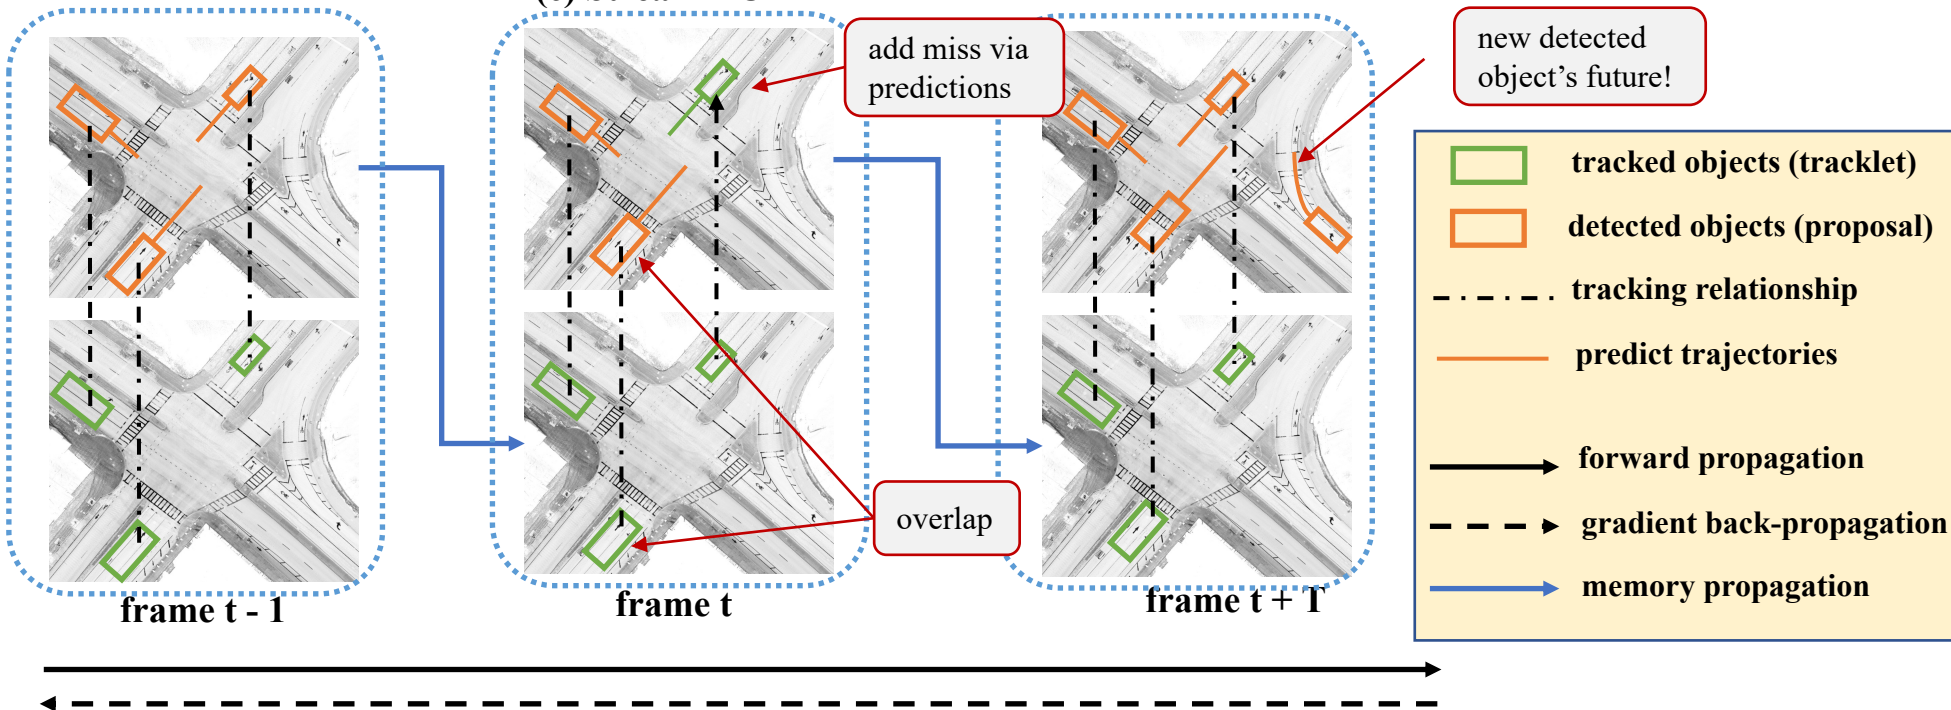 add miss via
predictions
new detected
object's future!
tracked objects (tracklet)
detected objects (proposal)
tracking relationship
predict trajectories
forward propagation
gradient back-propagation
memory propagation
overlap
frame t - 1
frame t
frame t + T